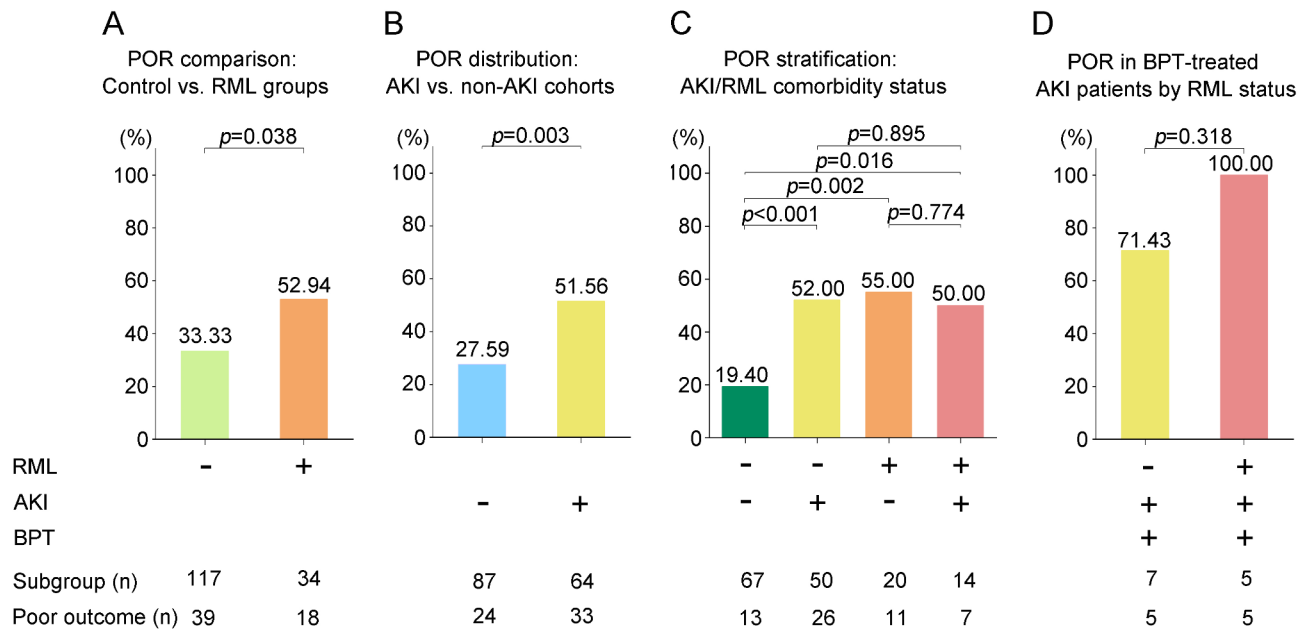 A
POR comparison:
Control vs. RML groups
(%)
p=0.038
100
80
60
40
20
0
33.33
52.94
B
POR distribution:
AKI vs. non-AKI cohorts
(%)
p=0.003
100
80
60
40
20
0
27.59
51.56
C
POR stratification:
AKI/RML comorbidity status
(%)
p=0.895
p=0.016
p=0.002
p<0.001
p=0.774
100
80
60
40
20
0
19.40
52.00
55.00
50.00
D
POR in BPT-treated
AKI patients by RML status
(%)
p=0.318
100
80
60
40
20
0
71.43
100.00
RML - + - - + + - +
AKI - + - + - + + +
BPT + +
Subgroup (n) 117 34 87 64 67 50 20 14 7 5
Poor outcome (n) 39 18 24 33 13 26 11 7 5 5